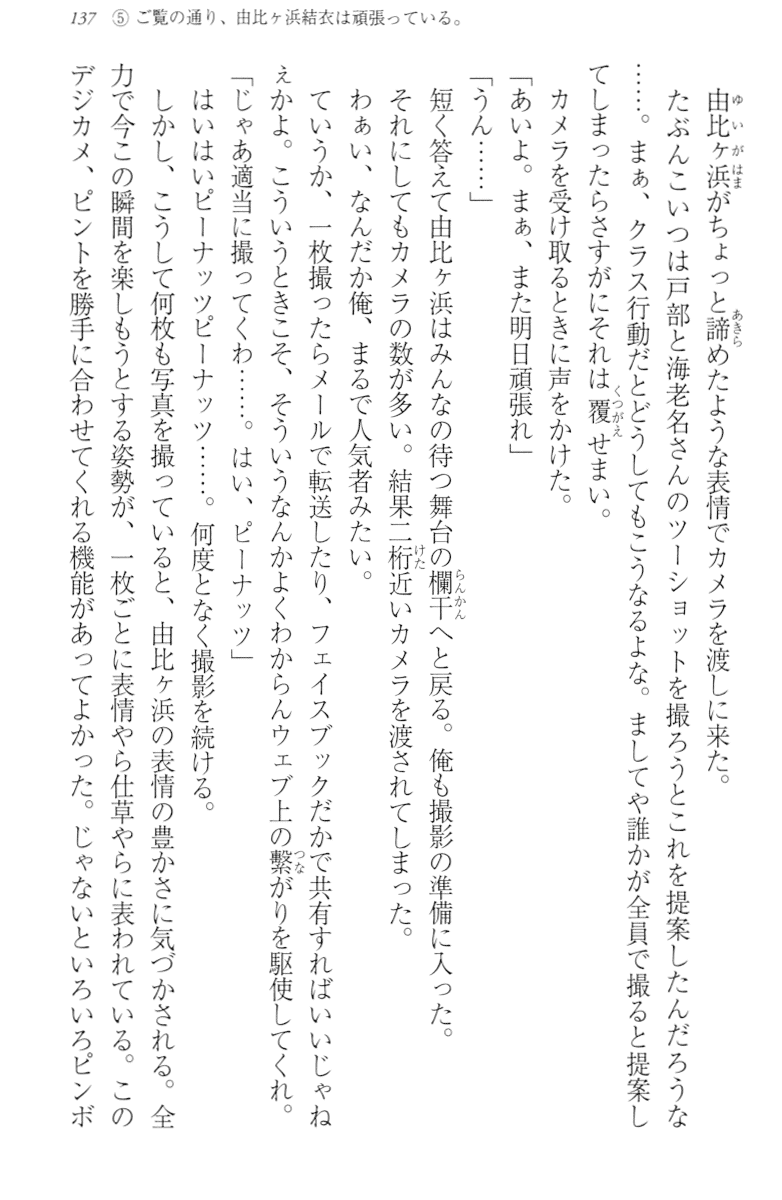 137 ⑤ ご覧の通り、由比ヶ浜結衣は頑張っている。
由比ヶ浜がちょっと諦めたような表情でカメラを渡しに来た。
たぶんこいつは戸部と海老名さんのツーショットを撮ろうとこれを提案したんだろうな
……。まぁ、クラス行動だとどうしてもこうなるよな。ましてや誰かが全員で撮ると提案し
てしまったらさすがにそれは覆せまい。
カメラを受け取るときに声をかけた。
「あいよ。まぁ、また明日頑張れ」
「うん……」
短く答えて由比ヶ浜はみんなの待つ舞台の欄干へと戻る。俺も撮影の準備に入った。
それにしてもカメラの数が多い。結果二桁近いカメラを渡されてしまった。
わぁい、なんだか俺、まるで人気者みたい。
ていうか、一枚撮ったらメールで転送したり、フェイスブックだかで共有すればいいじゃね
ぇかよ。こういうときこそ、そういうなんかよくわからんウェブ上の繫がりを駆使してくれ。
「じゃあ適当に撮ってくわ……。はい、ピーナッツ」
はいはいピーナッツピーナッツ……。何度となく撮影を続ける。
しかし、こうして何枚も写真を撮っていると、由比ヶ浜の表情の豊かさに気づかされる。全
力で今この瞬間を楽しもうとする姿勢が、一枚ごとに表情やら仕草やらに表われている。この
デジカメ、ピントを勝手に合わせてくれる機能があってよかった。じゃないといろいろピンボ